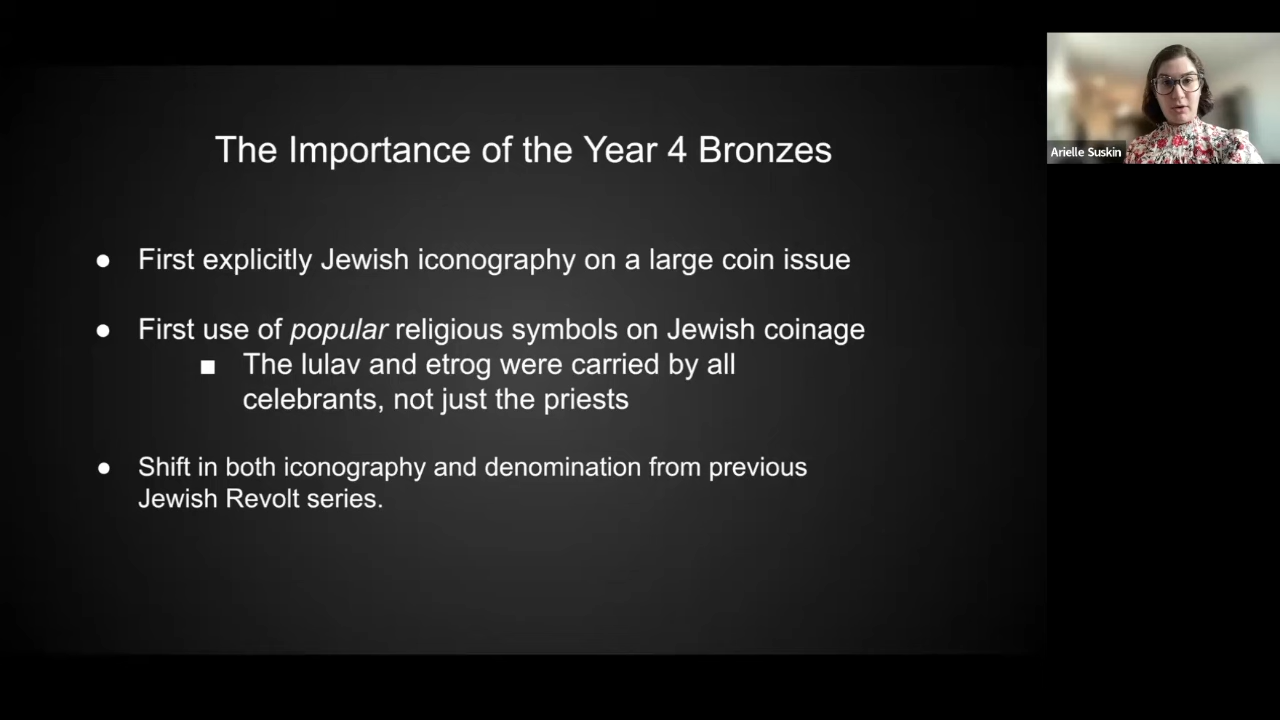 The Importance of the Year 4 Bronzes
Arielle Suskin
● First explicitly Jewish iconography on a large coin issue
● First use of popular religious symbols on Jewish coinage
■ The lulav and etrog were carried by all
celebrants, not just the priests
● Shift in both iconography and denomination from previous
Jewish Revolt series.